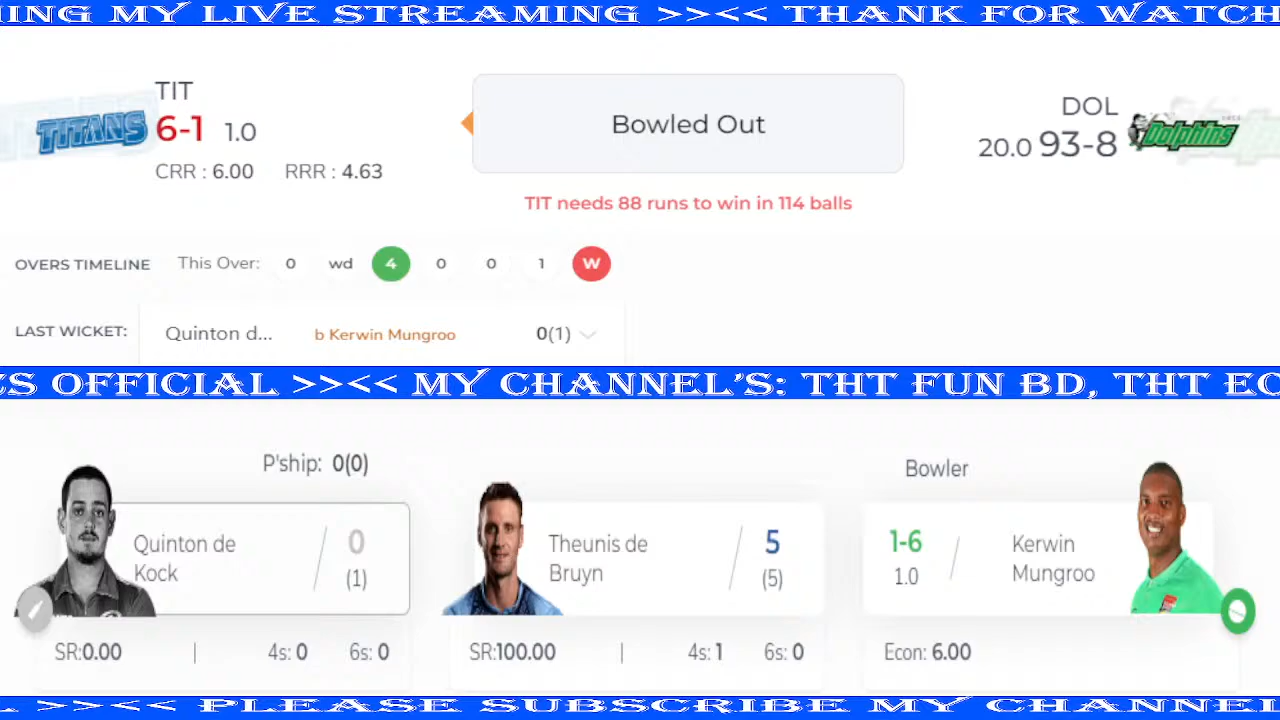 ING MY LIVE STREAMING >><< THANK FOR WATCH
TITANS
TIT
6-1 1.0
CRR : 6.00 RRR : 4.63
Bowled Out
TIT needs 88 runs to win in 114 balls
DOL
20.0 93-8
Dolphins
OVERS TIMELINE This Over: 0 wd 4 0 0 1 W
LAST WICKET: Quinton d... b Kerwin Mungroo 0(1)
ES OFFICIAL >><< MY CHANNEL'S: THT FUN BD, THT EC
P'ship: 0(0)
Quinton de
Kock
0
(1)
SR:0.00 | 4s: 0 6s: 0
Theunis de
Bruyn
5
(5)
SR:100.00 | 4s: 1 6s: 0
Bowler
1-6
1.0
Kerwin
Mungroo
Econ: 6.00
L >><< PLEASE SUBSCRIBE MY CHANNEL